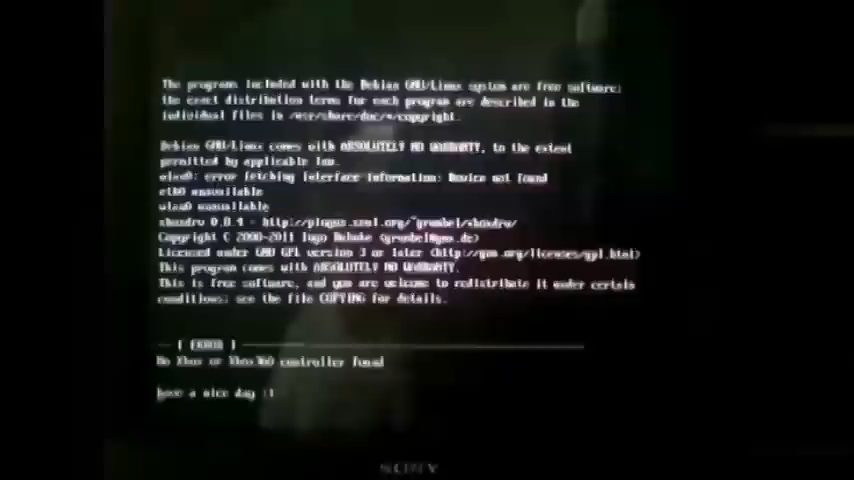 The programs included with the Debian GNU/Linux system are free software;
the exact distribution terms for each program are described in the
individual files in /usr/share/doc/*/copyright.
Debian GNU/Linux comes with ABSOLUTELY NO WARRANTY, to the extent
permitted by applicable law.
wlan0: error fetching interface information: Device not found
eth0 unavailable
wlan0 unavailable
xboxdrv 0.8.4 - http://pingus.seul.org/~grumbel/xboxdrv/
Copyright © 2008-2011 Ingo Ruhnke <grumbel@gmx.de>
Licensed under GNU GPL version 3 or later <http://gnu.org/licenses/gpl.html>
This program comes with ABSOLUTELY NO WARRANTY.
This is free software, and you are welcome to redistribute it under certain
conditions; see the file COPYING for details.
-- [ ERROR ] --
No Xbox or Xbox360 controller found
have a nice day :)
SONY